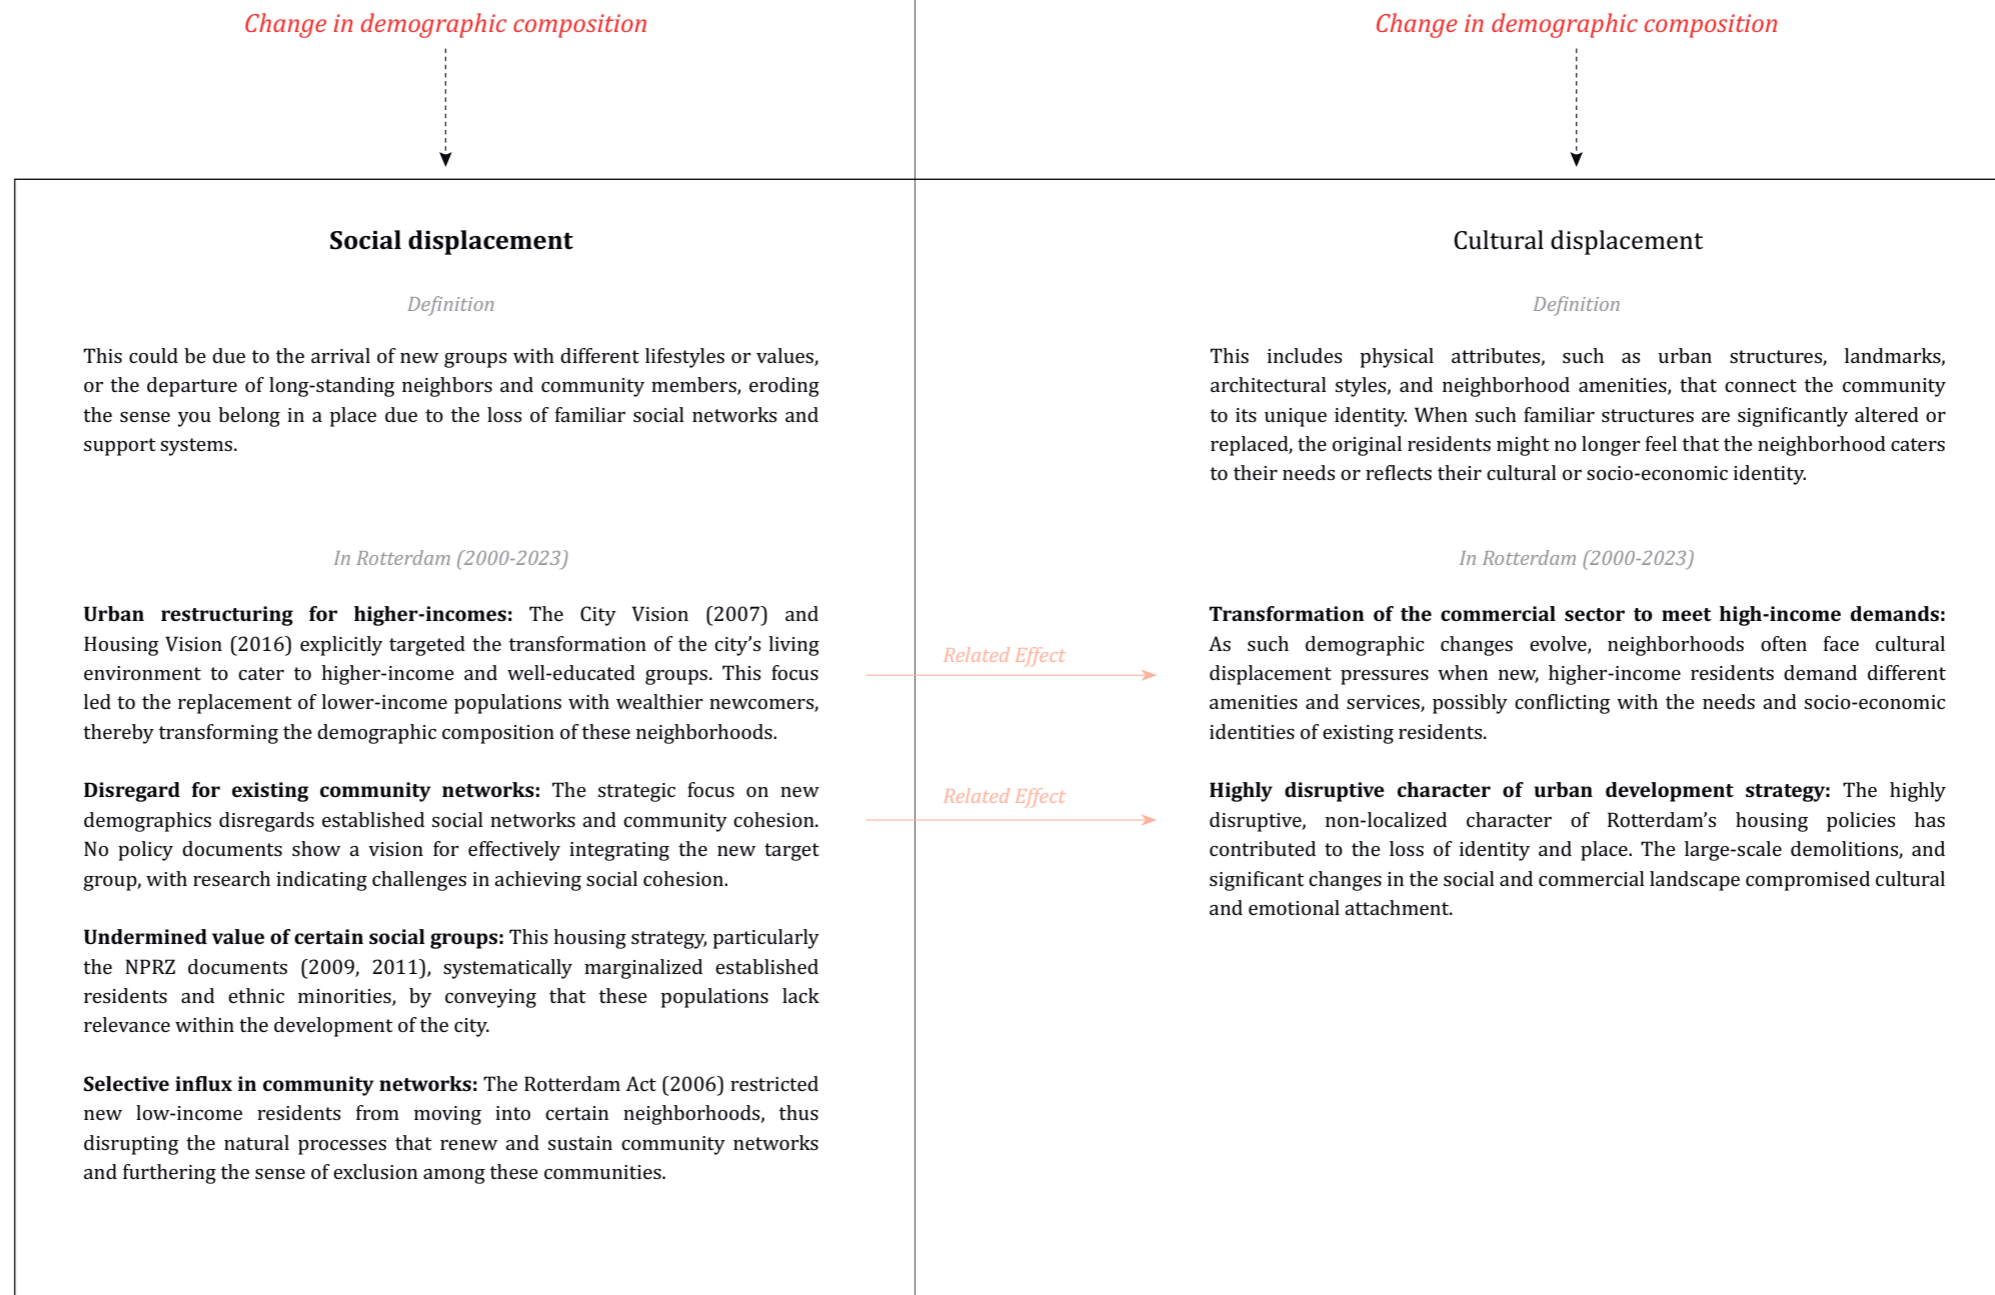 Change in demographic composition
Social displacement
Definition
This could be due to the arrival of new groups with different lifestyles or values,
or the departure of long-standing neighbors and community members, eroding
the sense you belong in a place due to the loss of familiar social networks and
support systems.
In Rotterdam (2000-2023)
Urban restructuring for higher-incomes: The City Vision (2007) and
Housing Vision (2016) explicitly targeted the transformation of the city's living
environment to cater to higher-income and well-educated groups. This focus
led to the replacement of lower-income populations with wealthier newcomers,
thereby transforming the demographic composition of these neighborhoods.
Disregard for existing community networks: The strategic focus on new
demographics disregards established social networks and community cohesion.
No policy documents show a vision for effectively integrating the new target
group, with research indicating challenges in achieving social cohesion.
Undermined value of certain social groups: This housing strategy, particularly
the NPRZ documents (2009, 2011), systematically marginalized established
residents and ethnic minorities, by conveying that these populations lack
relevance within the development of the city.
Selective influx in community networks: The Rotterdam Act (2006) restricted
new low-income residents from moving into certain neighborhoods, thus
disrupting the natural processes that renew and sustain community networks
and furthering the sense of exclusion among these communities.
Related Effect
Related Effect
Change in demographic composition
Cultural displacement
Definition
This includes physical attributes, such as urban structures, landmarks,
architectural styles, and neighborhood amenities, that connect the community
to its unique identity. When such familiar structures are significantly altered or
replaced, the original residents might no longer feel that the neighborhood caters
to their needs or reflects their cultural or socio-economic identity.
In Rotterdam (2000-2023)
Transformation of the commercial sector to meet high-income demands:
As such demographic changes evolve, neighborhoods often face cultural
displacement pressures when new, higher-income residents demand different
amenities and services, possibly conflicting with the needs and socio-economic
identities of existing residents.
Highly disruptive character of urban development strategy: The highly
disruptive, non-localized character of Rotterdam's housing policies has
contributed to the loss of identity and place. The large-scale demolitions, and
significant changes in the social and commercial landscape compromised cultural
and emotional attachment.